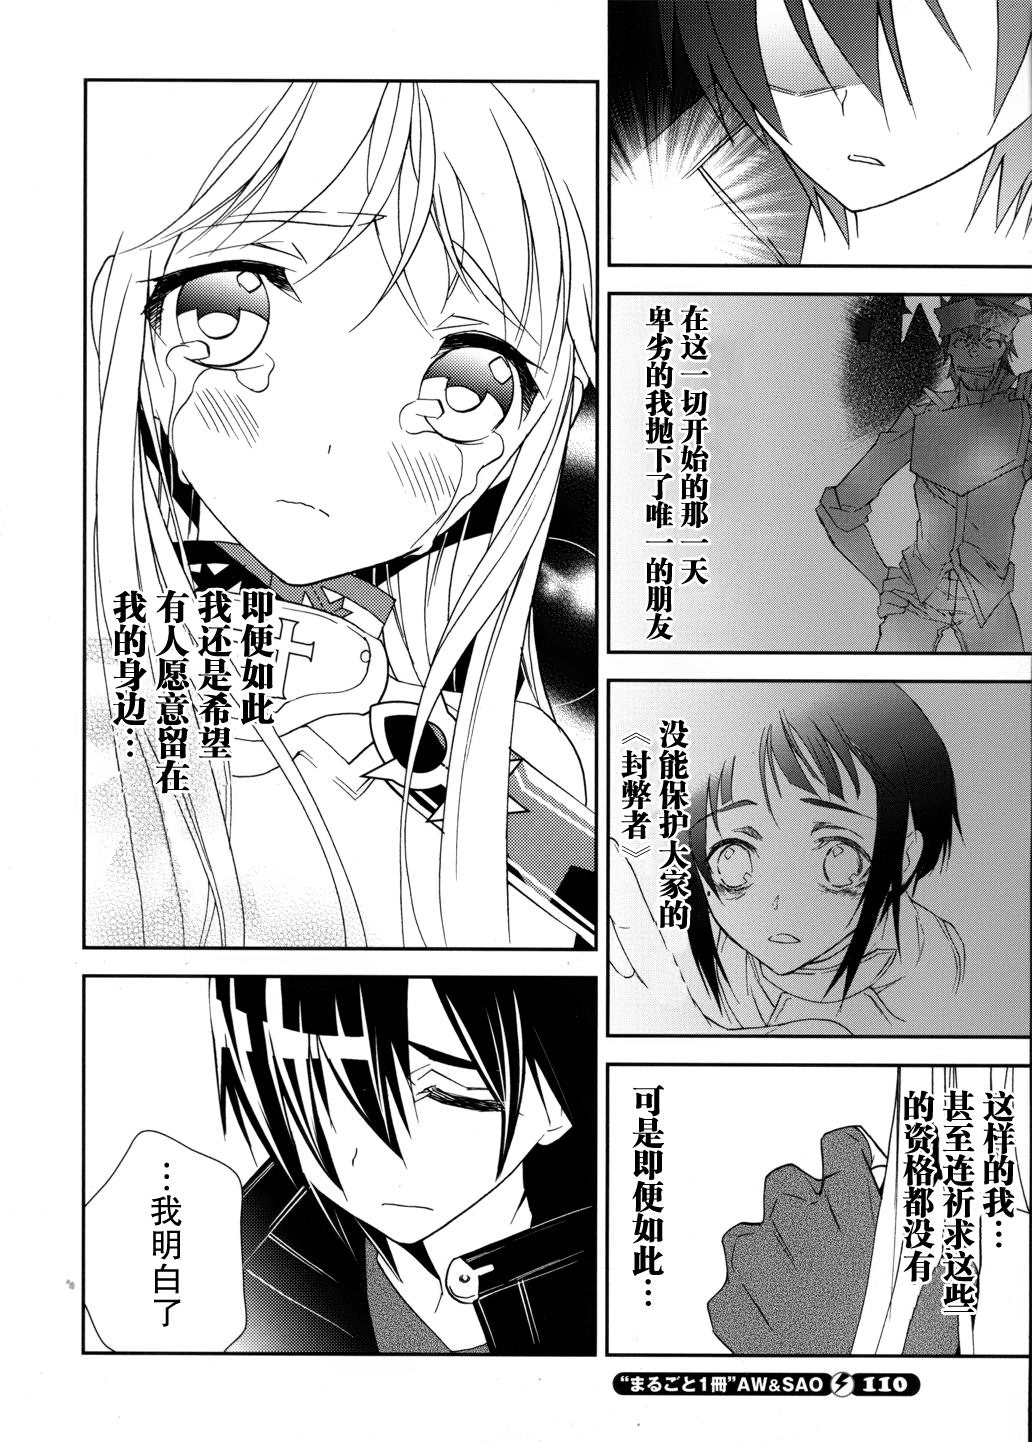 在这一切开始的那一天
卑劣的我抛下了唯一的朋友
没能保护大家的
《封弊者》
这样的我…
甚至连祈求这些
的资格都没有
可是即便如此…
即便如此
我还是希望
有人愿意留在
我的身边…
…我明白了
“まるごと1冊”AW&SAO 110